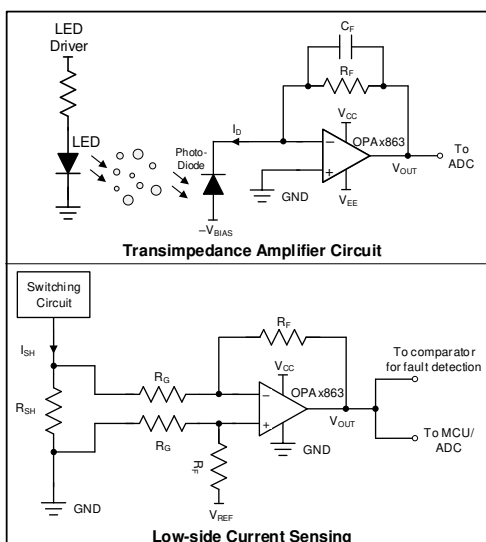 LED
Driver
LED
Photo-
Diode
-V_BIAS
I_D
C_F
R_F
V_CC
OPAx863
−
+
GND
V_EE
V_OUT
To
ADC
Transimpedance Amplifier Circuit
Switching
Circuit
I_SH
R_SH
GND
R_G
R_G
R_F
V_CC
OPAx863
−
+
GND
V_OUT
R_F
V_REF
To comparator
for fault detection
To MCU/
ADC
Low-side Current Sensing